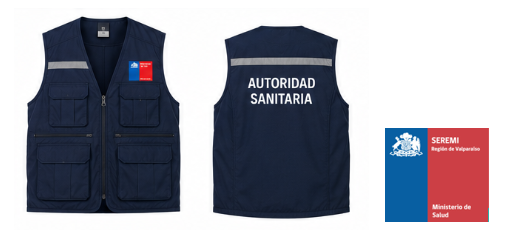 AUTORIDAD
SANITARIA
SEREMI
Región de Valparaíso
Ministerio de
Salud